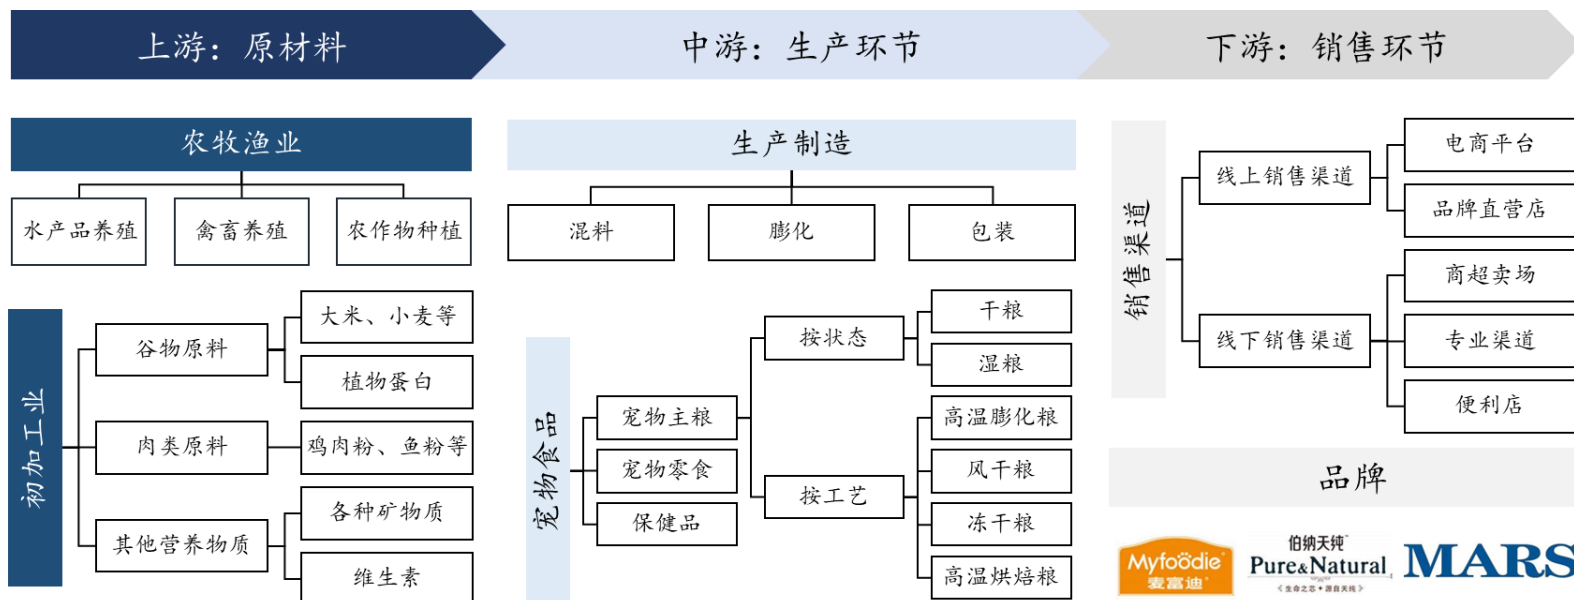 上游：原材料
中游：生产环节
下游：销售环节
农牧渔业
水产品养殖
禽畜养殖
农作物种植
初加工业
谷物原料
大米、小麦等
植物蛋白
肉类原料
鸡肉粉、鱼粉等
其他营养物质
各种矿物质
维生素
生产制造
混料
膨化
包装
宠物食品
宠物主粮
宠物零食
保健品
按状态
干粮
湿粮
按工艺
高温膨化粮
风干粮
冻干粮
高温烘焙粮
销售渠道
线上销售渠道
电商平台
品牌直营店
线下销售渠道
商超卖场
专业渠道
便利店
品牌
Myfoodie
麦富迪
伯纳天纯
Pure&Natural
《生命之芯•源自天纯》
MARS